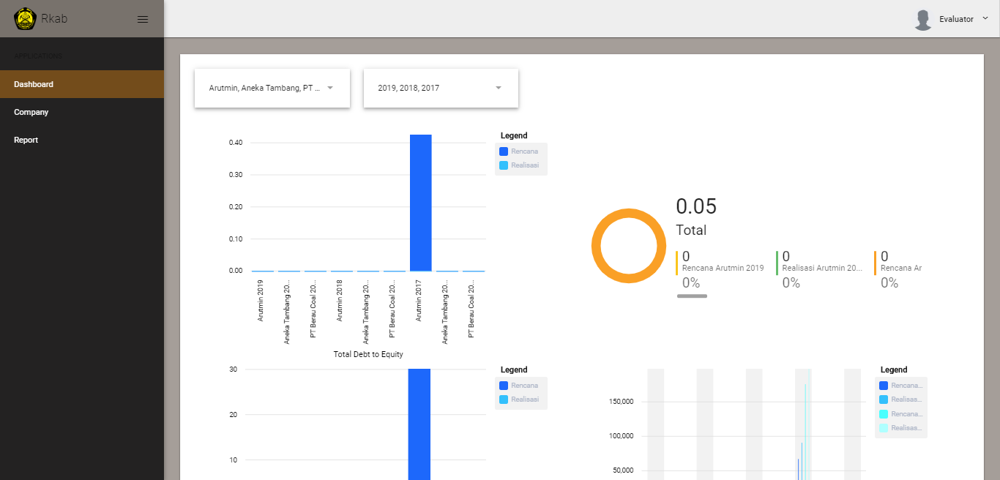 Rkab
Evaluator
APPLICATIONS
Dashboard
Company
Report
Arutmin, Aneka Tambang, PT ...
2019, 2018, 2017
0.40
0.30
0.20
0.10
0.00
Arutmin 2019
Aneka Tambang 20...
PT Berau Coal 20...
Arutmin 2018
Aneka Tambang 20...
PT Berau Coal 20...
Arutmin 2017
Aneka Tambang 20...
PT Berau Coal 20...
Total Debt to Equity
Legend
Rencana
Realisasi
0.05
Total
0
Rencana Arutmin 2019
0%
0
Realisasi Arutmin 20...
0%
0
Rencana Ar
0%
30
20
10
Legend
Rencana
Realisasi
150,000
100,000
50,000
Legend
Rencana...
Realisas...
Rencana...
Realisas...